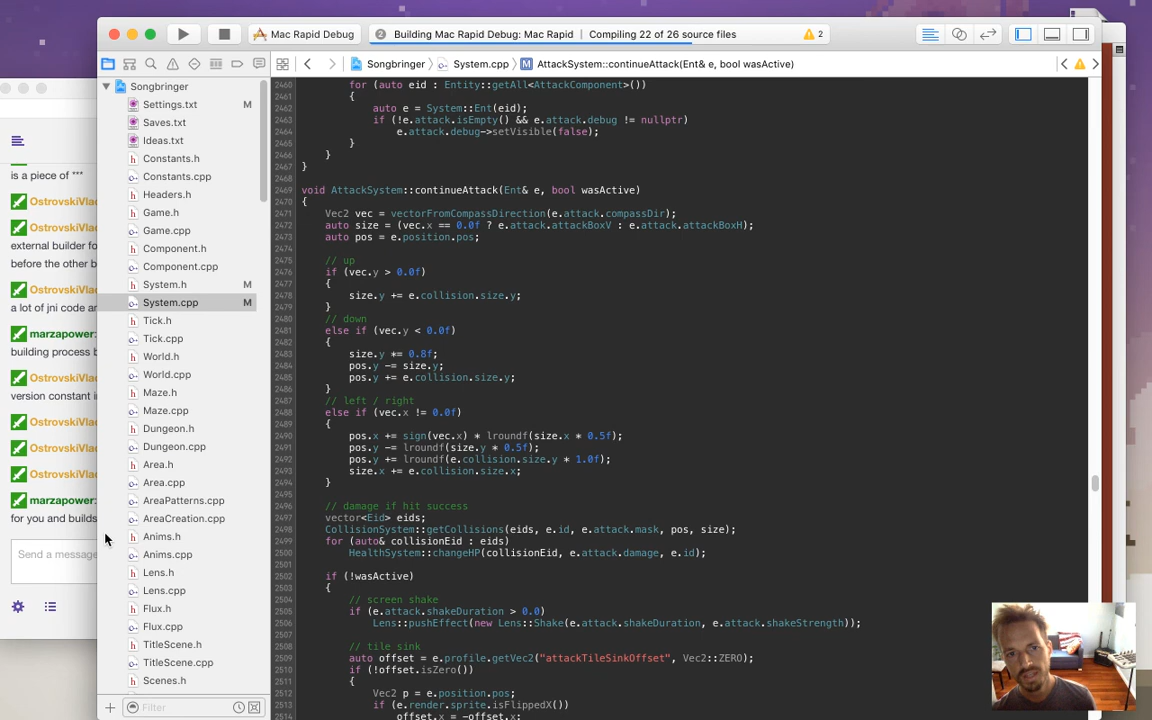 Mac Rapid Debug
2 Building Mac Rapid Debug: Mac Rapid | Compiling 22 of 26 source files 2
Songbringer System.cpp M AttackSystem::continueAttack(Ent& e, bool wasActive)
is a piece of ***
OstrovskiVla
OstrovskiVla
external builder fo
before the other b
OstrovskiVla
a lot of jni code a
marzapower:
building process b
OstrovskiVla
version constant i
OstrovskiVla
OstrovskiVla
OstrovskiVla
marzapower:
for you and builds
Send a message
Songbringer
Settings.txt M
Saves.txt
Ideas.txt
Constants.h
Constants.cpp
Headers.h
Game.h
Game.cpp
Component.h
Component.cpp
System.h M
System.cpp M
Tick.h
Tick.cpp
World.h
World.cpp
Maze.h
Maze.cpp
Dungeon.h
Dungeon.cpp
Area.h
Area.cpp
AreaPatterns.cpp
AreaCreation.cpp
Anims.h
Anims.cpp
Lens.h
Lens.cpp
Flux.h
Flux.cpp
TitleScene.h
TitleScene.cpp
Scenes.h
Filter
2460 for (auto eid : Entity::getAll<AttackComponent>())
2461 {
2462 auto e = System::Ent(eid);
2463 if (!e.attack.isEmpty() && e.attack.debug != nullptr)
2464 e.attack.debug->setVisible(false);
2465 }
2466 }
2467 }
2468
2469 void AttackSystem::continueAttack(Ent& e, bool wasActive)
2470 {
2471 Vec2 vec = vectorFromCompassDirection(e.attack.compassDir);
2472 auto size = (vec.x == 0.0f ? e.attack.attackBoxV : e.attack.attackBoxH);
2473 auto pos = e.position.pos;
2474
2475 // up
2476 if (vec.y > 0.0f)
2477 {
2478 size.y += e.collision.size.y;
2479 }
2480 // down
2481 else if (vec.y < 0.0f)
2482 {
2483 size.y *= 0.8f;
2484 pos.y -= size.y;
2485 pos.y += e.collision.size.y;
2486 }
2487 // left / right
2488 else if (vec.x != 0.0f)
2489 {
2490 pos.x += sign(vec.x) * lroundf(size.x * 0.5f);
2491 pos.y -= lroundf(size.y * 0.5f);
2492 pos.y += lroundf(e.collision.size.y * 1.0f);
2493 size.x += e.collision.size.x;
2494 }
2495
2496 // damage if hit success
2497 vector<Eid> eids;
2498 CollisionSystem::getCollisions(eids, e.id, e.attack.mask, pos, size);
2499 for (auto& collisionEid : eids)
2500 HealthSystem::changeHP(collisionEid, e.attack.damage, e.id);
2501
2502 if (!wasActive)
2503 {
2504 // screen shake
2505 if (e.attack.shakeDuration > 0.0)
2506 Lens::pushEffect(new Lens::Shake(e.attack.shakeDuration, e.attack.shakeStrength));
2507
2508 // tile sink
2509 auto offset = e.profile.getVec2("attackTileSinkOffset", Vec2::ZERO);
2510 if (!offset.isZero())
2511 {
2512 Vec2 p = e.position.pos;
2513 if (e.render.sprite.isFlippedX())
2514 offset.x = -offset.x;